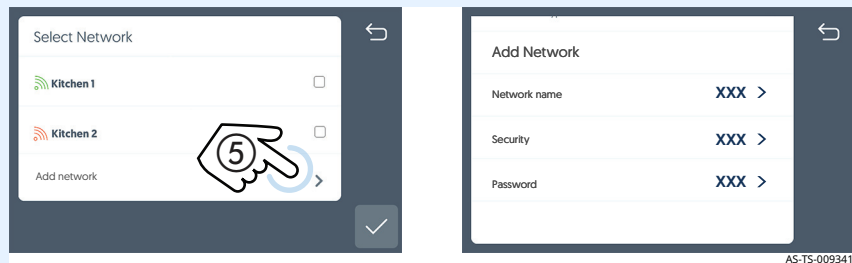 Select Network
Kitchen 1
Kitchen 2
5
Add network
Add Network
Network name XXX
Security XXX
Password XXX
AS-TS-009341